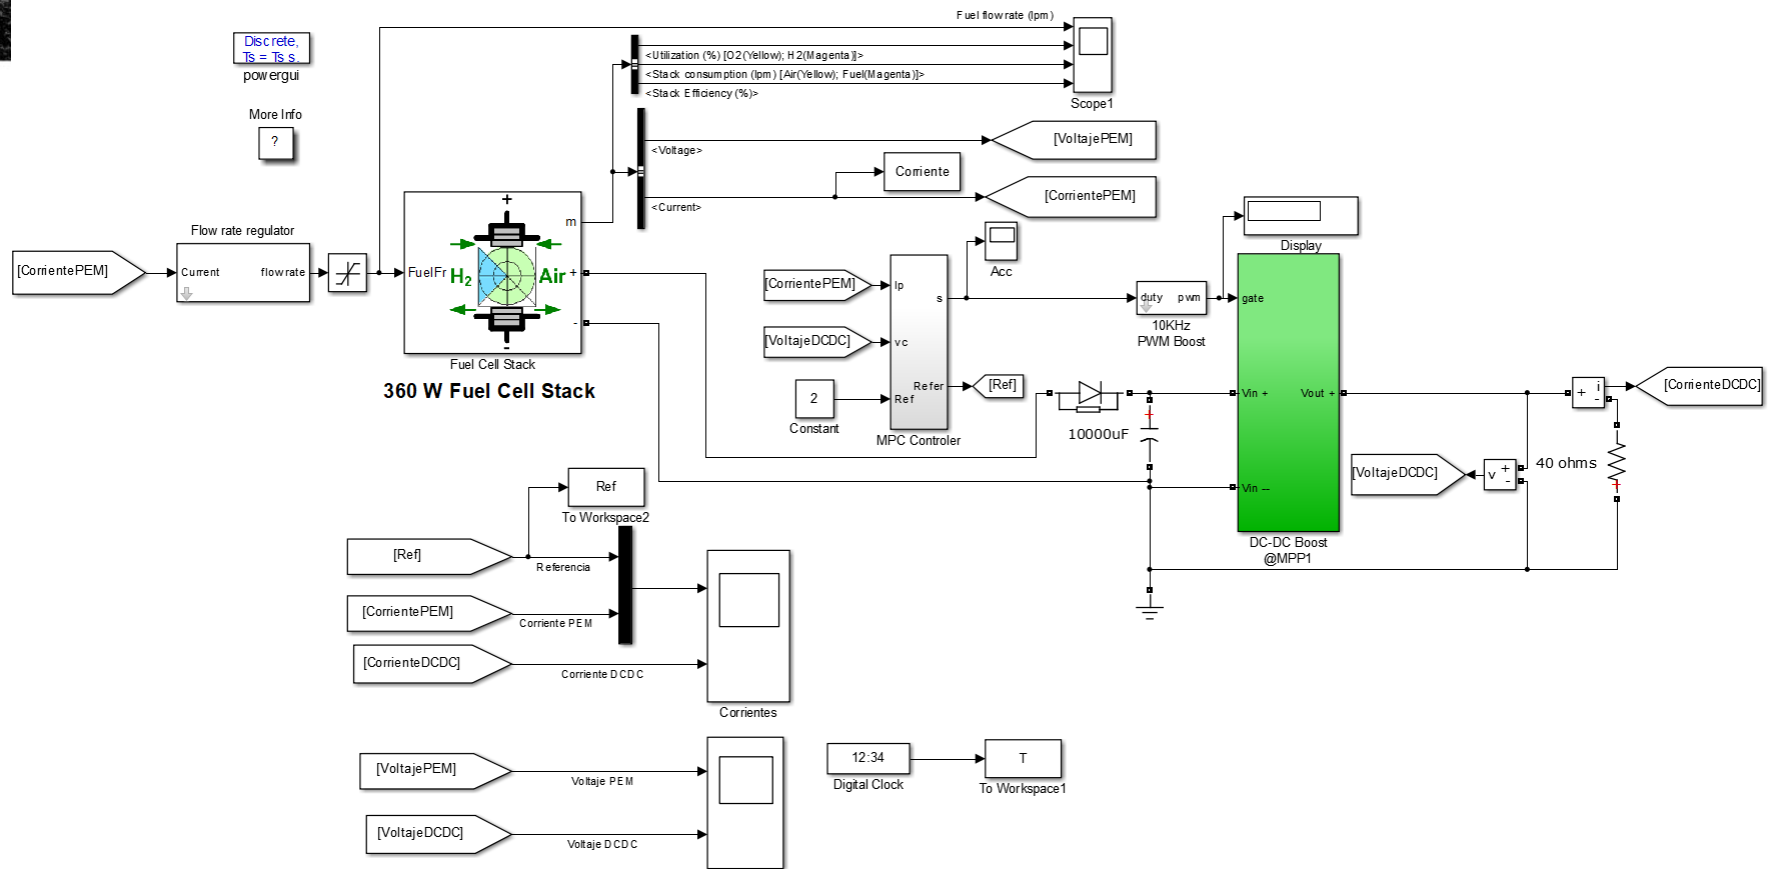 Fuel flow rate (lpm)
Discrete,
Ts = Ts s.
powergui
<Utilization (%) [O2(Yellow); H2(Magenta)]>
<Stack consumption (lpm) [Air(Yellow); Fuel(Magenta)]>
<Stack Efficiency (%)>
Scope1
More Info
?
[VoltajePEM]
<Voltage>
Corriente
[CorrientePEM]
<Current>
Flow rate regulator
[CorrientePEM]
Current
flow rate
FuelFr
H2
Air
m
+
-
+
-
Fuel Cell Stack
360 W Fuel Cell Stack
Acc
Display
[CorrientePEM]
[VoltajeDCDC]
2
Constant
Ip
vc
Ref
s
Refer
MPC Controler
[Ref]
duty
pwm
10KHz
PWM Boost
gate
Vin +
Vin —
Vout +
DC-DC Boost
@MPP1
10000uF
+
+
i
-
[CorrienteDCDC]
[VoltajeDCDC]
v
+
-
40 ohms
+
Ref
To Workspace2
[Ref]
Referencia
[CorrientePEM]
Corriente PEM
[CorrienteDCDC]
Corriente DCDC
Corrientes
[VoltajePEM]
Voltaje PEM
[VoltajeDCDC]
Voltaje DCDC
12:34
Digital Clock
T
To Workspace1